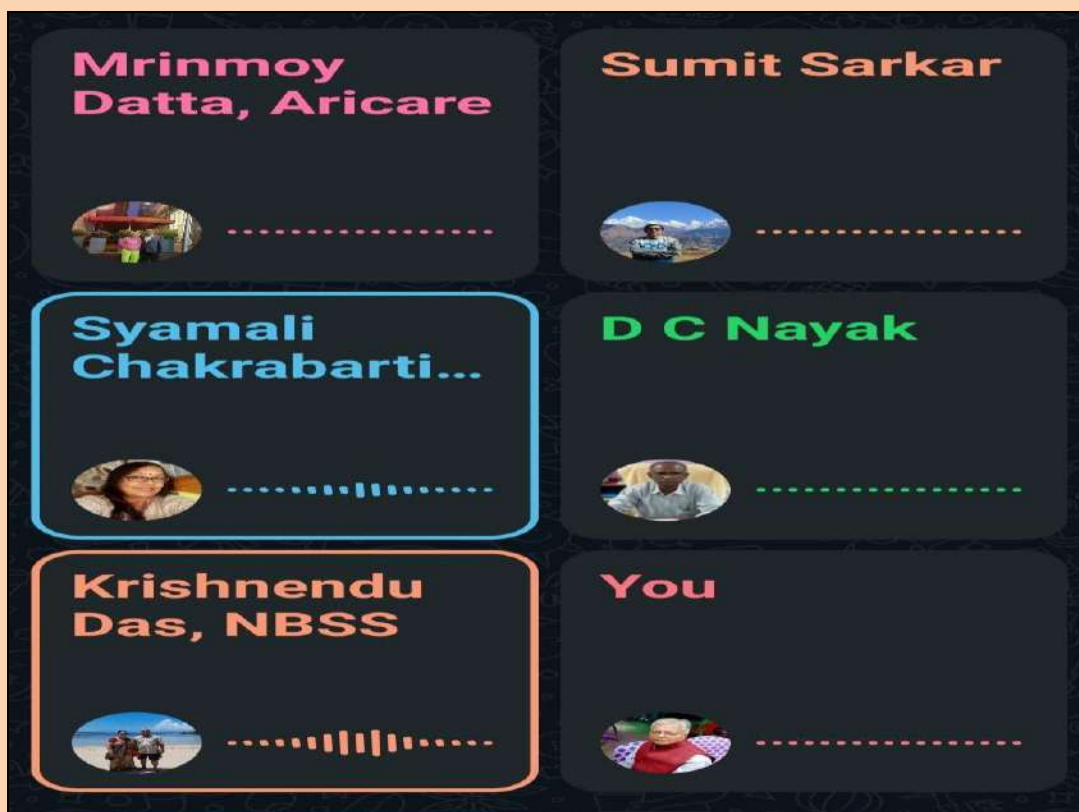 Mrinmoy
Datta, Aricare
Sumit Sarkar
Syamali
Chakrabarti...
D C Nayak
Krishnendu
Das, NBSS
You